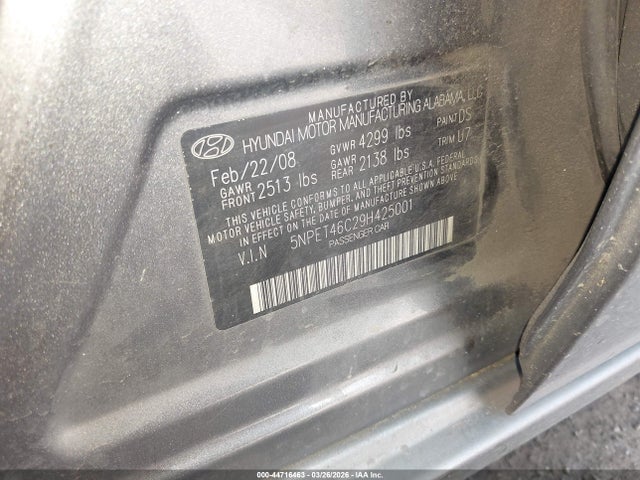 MANUFACTURED BY
HYUNDAI MOTOR MANUFACTURING ALABAMA, LLC
Feb/22/08 GVWR 4299 lbs PAINT DS
GAWR FRONT 2513 lbs GAWR REAR 2138 lbs TRIM U7
THIS VEHICLE CONFORMS TO ALL APPLICABLE U.S. FEDERAL
MOTOR VEHICLE SAFETY, BUMPER, AND THEFT PREVENTION STANDARDS
IN EFFECT ON THE DATE OF MANUFACTURE SHOWN ABOVE.
V.I.N 5NPET46C29H425001
PASSENGER CAR
000-44716463 | 03/26/2026 | IAAI.COM